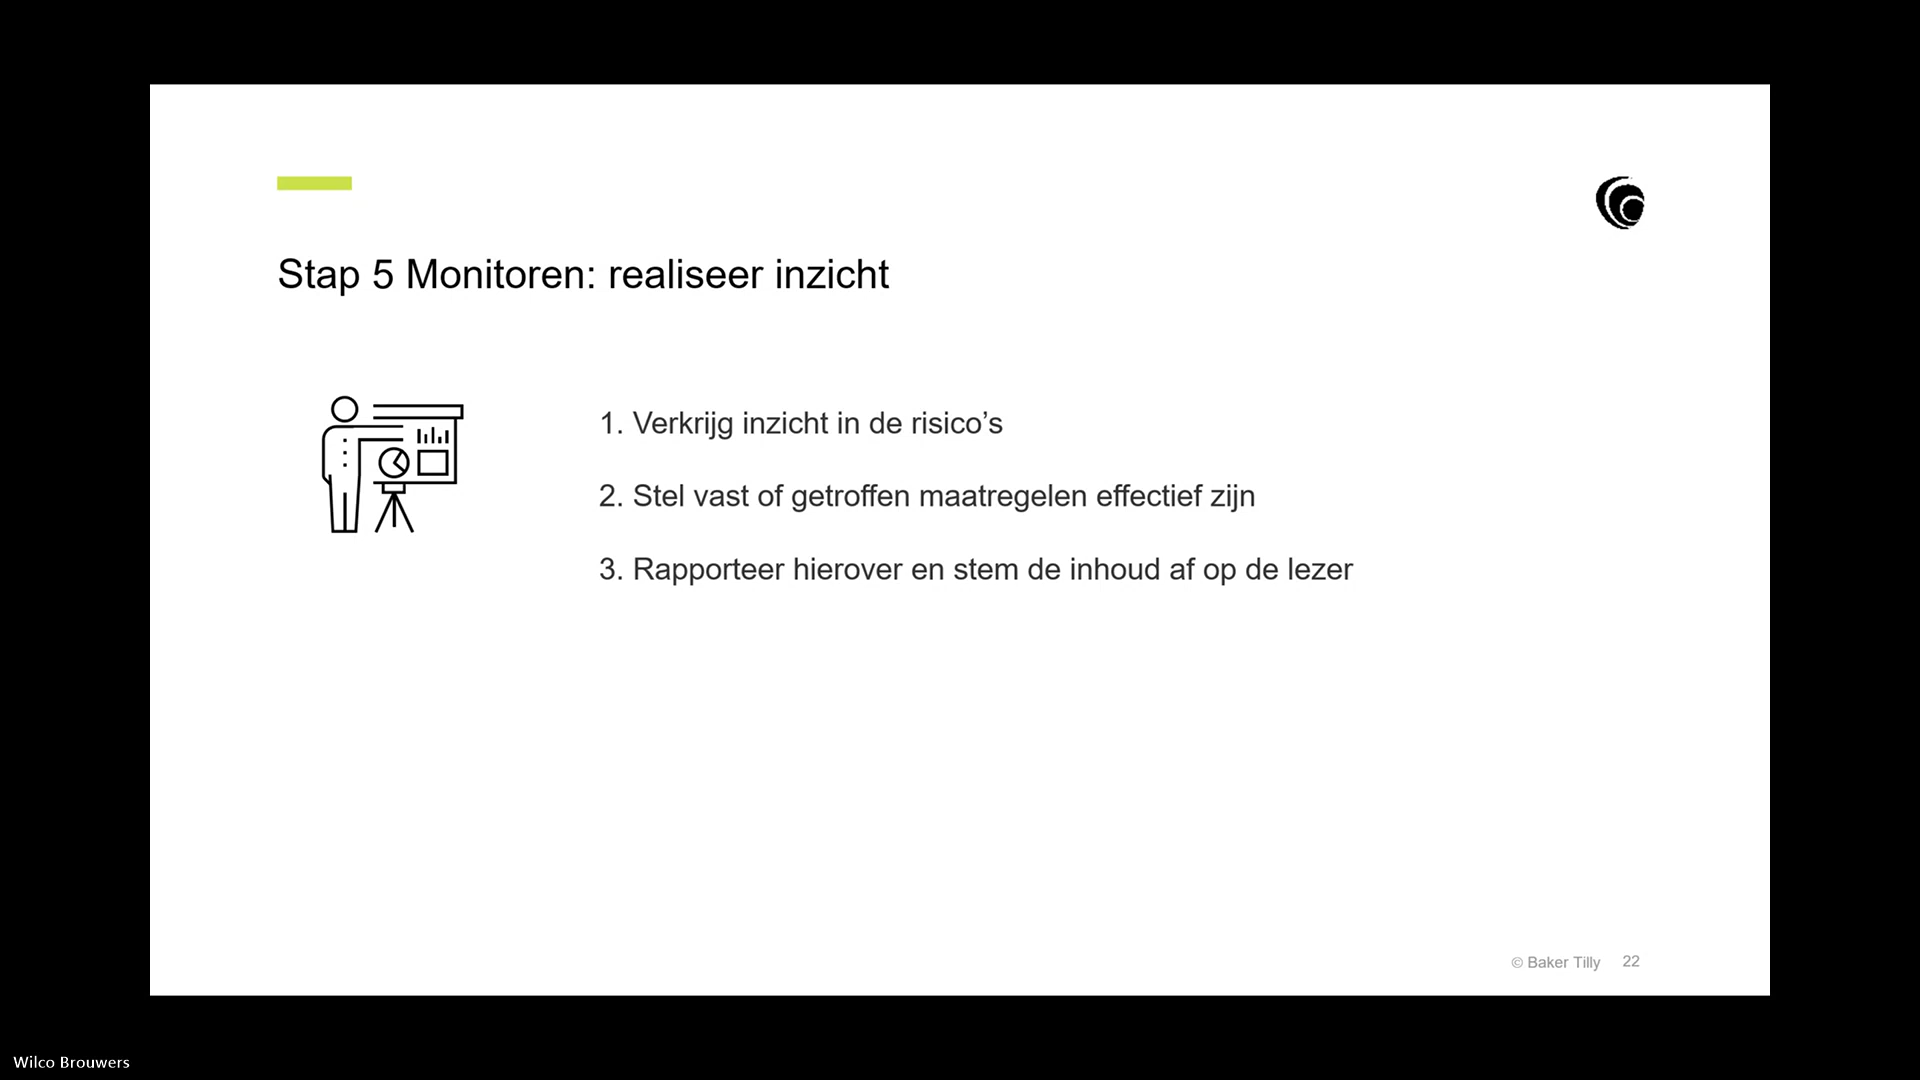 Stap 5 Monitoren: realiseer inzicht
1. Verkrijg inzicht in de risico’s
2. Stel vast of getroffen maatregelen effectief zijn
3. Rapporteer hierover en stem de inhoud af op de lezer
© Baker Tilly 22
Wilco Brouwers